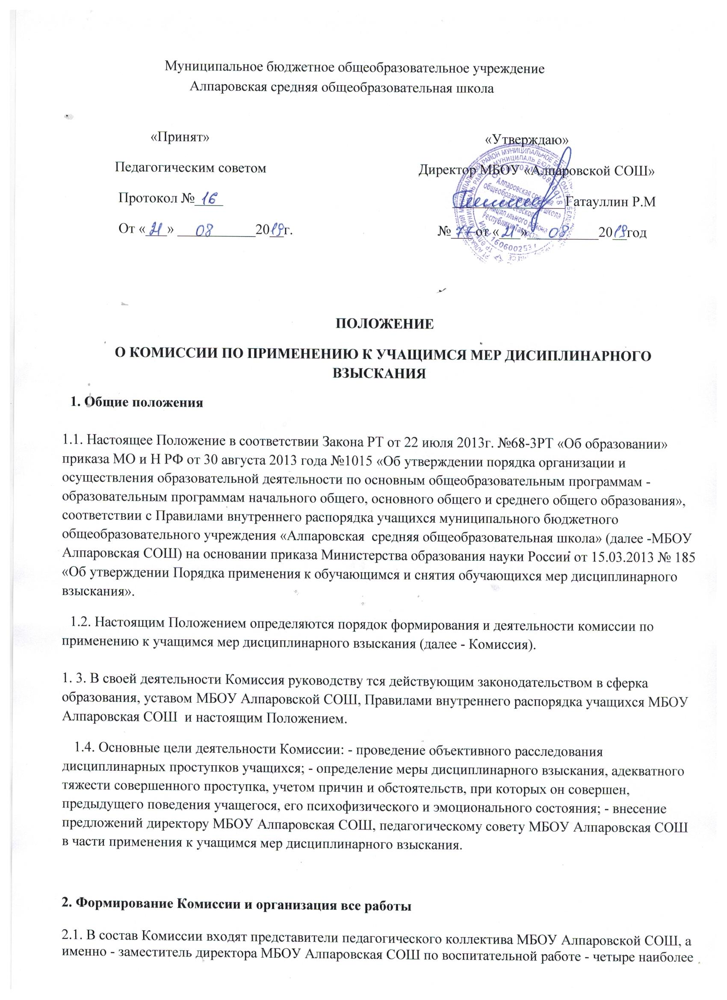 Муниципальное бюджетное общеобразовательное учреждение
Алпаровская средняя общеобразовательная школа
«Принят»
«Утверждаю»
Педагогическим советом
Директор МБОУ «Алпаровской СОШ»
Протокол № 16
Гатауллин Р.М
От «21» 08 2019г.
№ 77 от «21» 08 2019год
Алпаровская средняя
общеобразовательная школа
муниципального района
Республики Татарстан
ПОЛОЖЕНИЕ
О КОМИССИИ ПО ПРИМЕНЕНИЮ К УЧАЩИМСЯ МЕР ДИСИПЛИНАРНОГО
ВЗЫСКАНИЯ
1. Общие положения
1.1. Настоящее Положение в соответствии Закона РТ от 22 июля 2013г. №68-ЗРТ «Об образовании»
приказа МО и Н РФ от 30 августа 2013 года №1015 «Об утверждении порядка организации и
осуществления образовательной деятельности по основным общеобразовательным программам -
образовательным программам начального общего, основного общего и среднего общего образования»,
соответствии с Правилами внутреннего распорядка учащихся муниципального бюджетного
общеобразовательного учреждения «Алпаровская средняя общеобразовательная школа» (далее -МБОУ
Алпаровская СОШ) на основании приказа Министерства образования науки России от 15.03.2013 № 185
«Об утверждении Порядка применения к обучающимся и снятия обучающихся мер дисциплинарного
взыскания».
1.2. Настоящим Положением определяются порядок формирования и деятельности комиссии по
применению к учащимся мер дисциплинарного взыскания (далее - Комиссия).
1. 3. В своей деятельности Комиссия руководству тся действующим законодательством в сферка
образования, уставом МБОУ Алпаровской СОШ, Правилами внутреннего распорядка учащихся МБОУ
Алпаровская СОШ и настоящим Положением.
1.4. Основные цели деятельности Комиссии: - проведение объективного расследования
дисциплинарных проступков учащихся; - определение меры дисциплинарного взыскания, адекватного
тяжести совершенного проступка, учетом причин и обстоятельств, при которых он совершен,
предыдущего поведения учащегося, его психофизического и эмоционального состояния; - внесение
предложений директору МБОУ Алпаровская СОШ, педагогическому совету МБОУ Алпаровская СОШ
в части применения к учащимся мер дисциплинарного взыскания.
2. Формирование Комиссии и организация все работы
2.1. В состав Комиссии входят представители педагогического коллектива МБОУ Алпаровской СОШ, а
именно - заместитель директора МБОУ Алпаровская СОШ по воспитательной работе - четыре наиболее